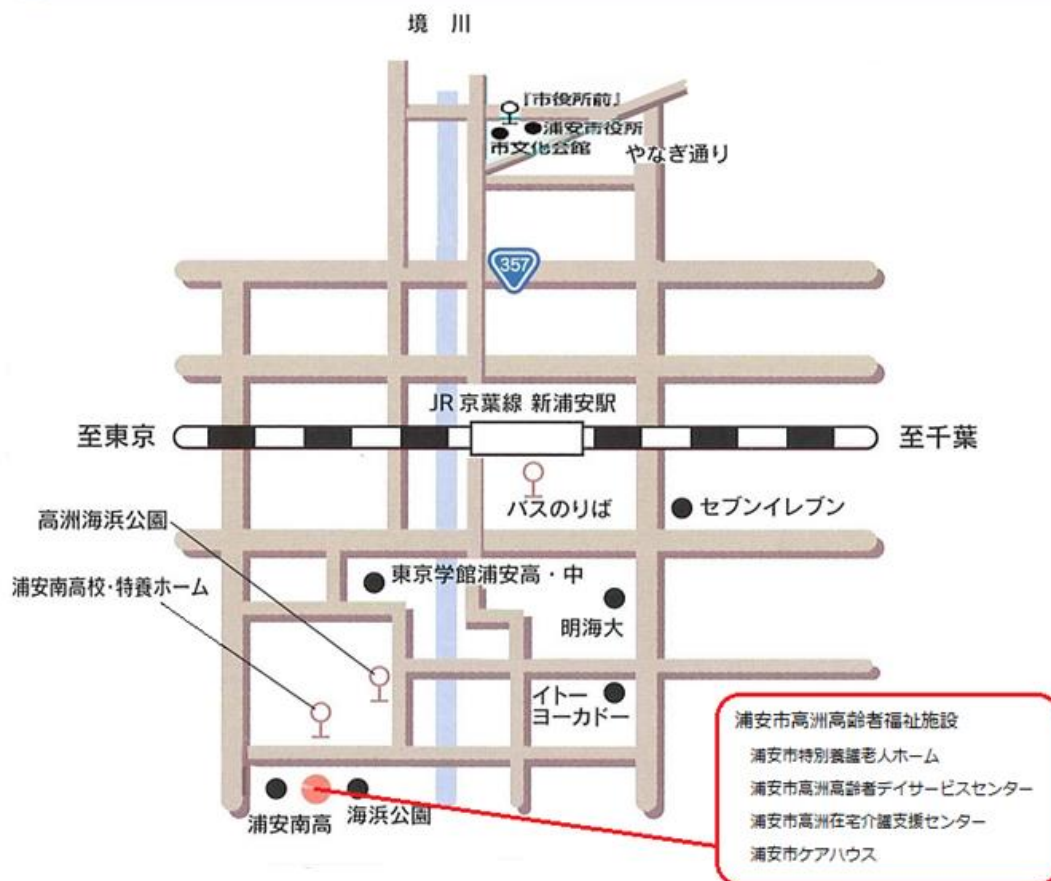 境 川
『市役所前』
浦安市役所
市文化会館
やなぎ通り
357
JR 京葉線 新浦安駅
至東京
至千葉
バスのりば
セブンイレブン
高洲海浜公園
浦安南高校・特養ホーム
東京学館浦安高・中
明海大
イトー
ヨーカドー
浦安南高
海浜公園
浦安市高洲高齢者福祉施設
浦安市特別養護老人ホーム
浦安市高洲高齢者デイサービスセンター
浦安市高洲在宅介護支援センター
浦安市ケアハウス